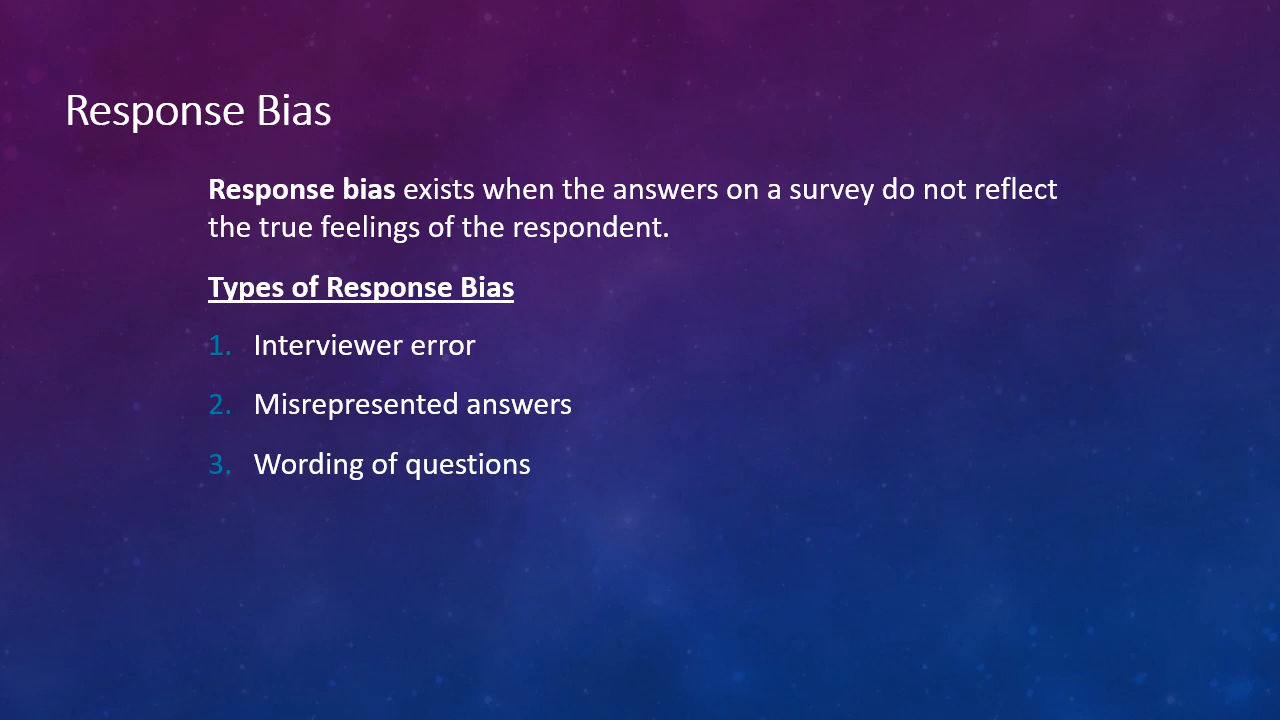 Response Bias
Response bias exists when the answers on a survey do not reflect
the true feelings of the respondent.
Types of Response Bias
1. Interviewer error
2. Misrepresented answers
3. Wording of questions